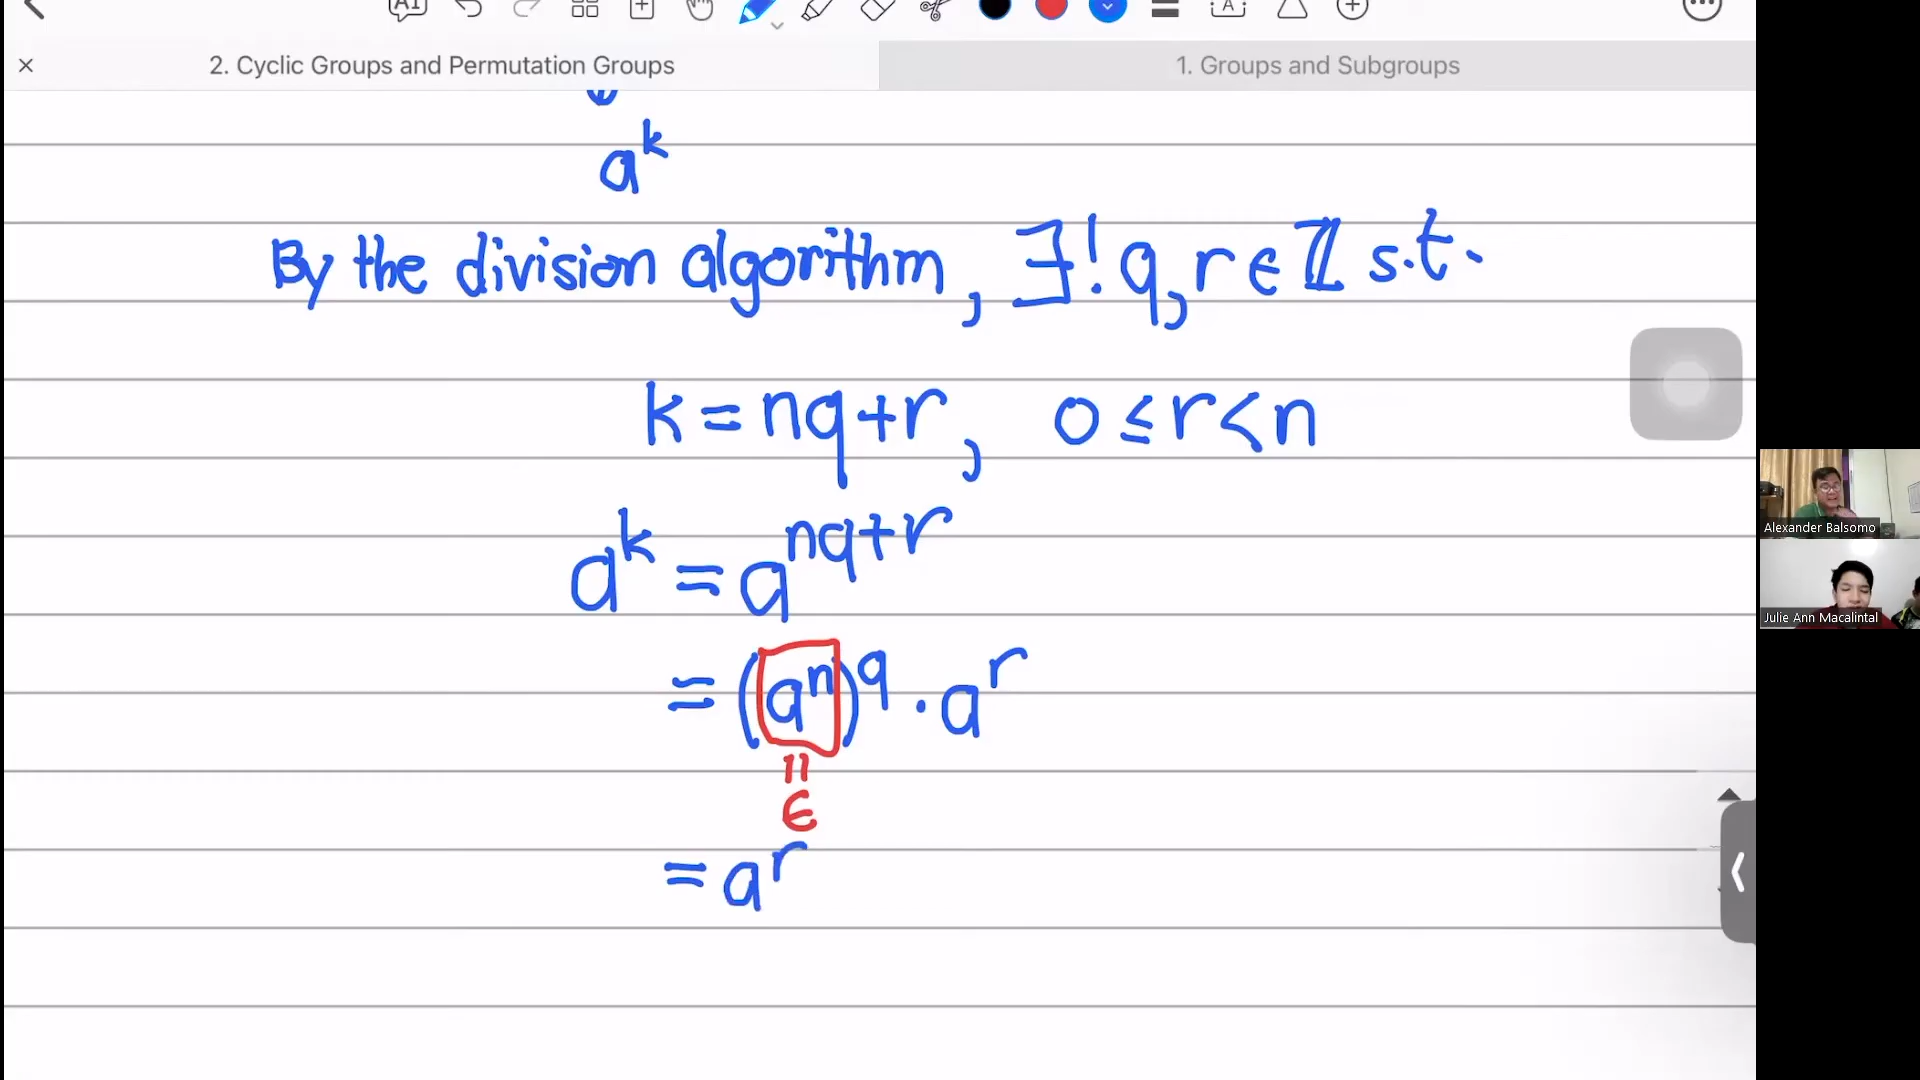 2. Cyclic Groups and Permutation Groups
1. Groups and Subgroups
a^k
By the division algorithm, ∃! q, r ∈ ℤ s.t.
k = nq + r, 0 ≤ r < n
a^k = a^{nq+r}
= (a^n)^q · a^r
||
e
= a^r
Alexander Balsomo
Julie Ann Macalintal